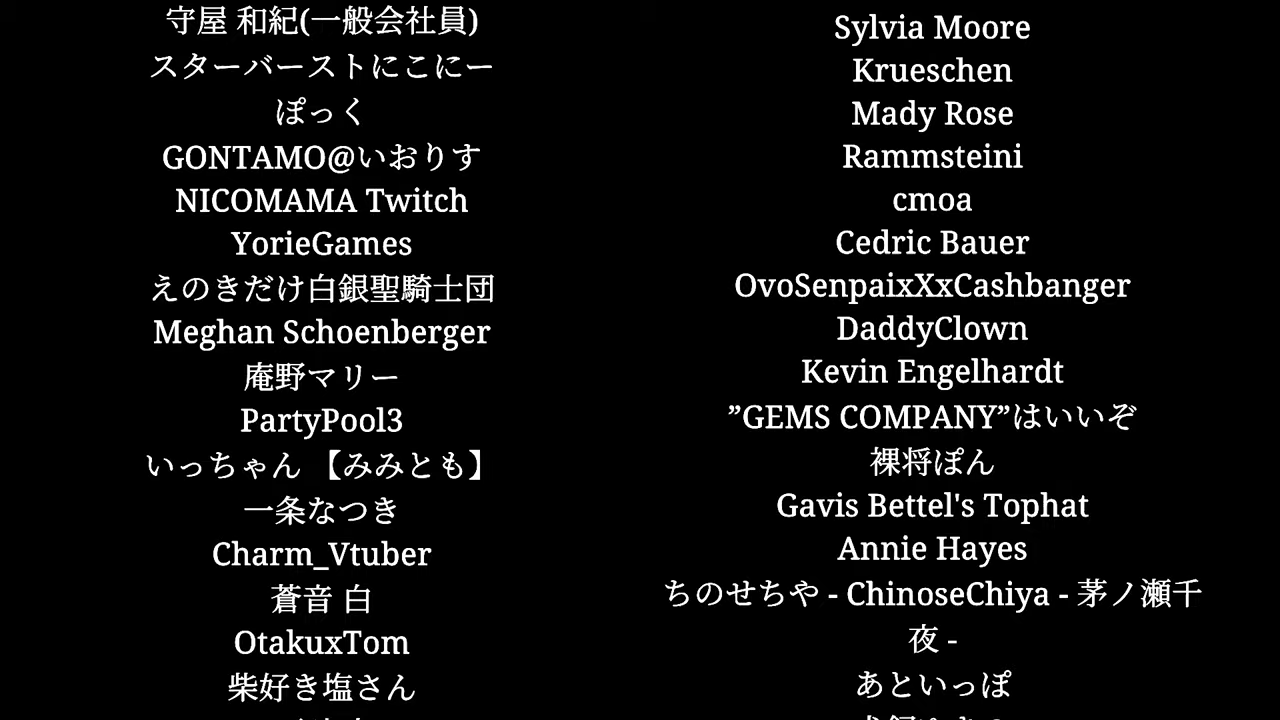 守屋 和紀(一般会社員)
スターバーストにこにー
ぽっく
GONTAMO@いおりす
NICOMAMA Twitch
YorieGames
えのきだけ白銀聖騎士団
Meghan Schoenberger
庵野マリー
PartyPool3
いっちゃん 【みみとも】
一条なつき
Charm_Vtuber
蒼音 白
OtakuxTom
柴好き塩さん
Sylvia Moore
Krueschen
Mady Rose
Rammsteini
cmoa
Cedric Bauer
OvoSenpaixXxCashbanger
DaddyClown
Kevin Engelhardt
”GEMS COMPANY”はいいぞ
裸将ぽん
Gavis Bettel's Tophat
Annie Hayes
ちのせちや - ChinoseChiya - 茅ノ瀬千
夜 -
あといっぽ